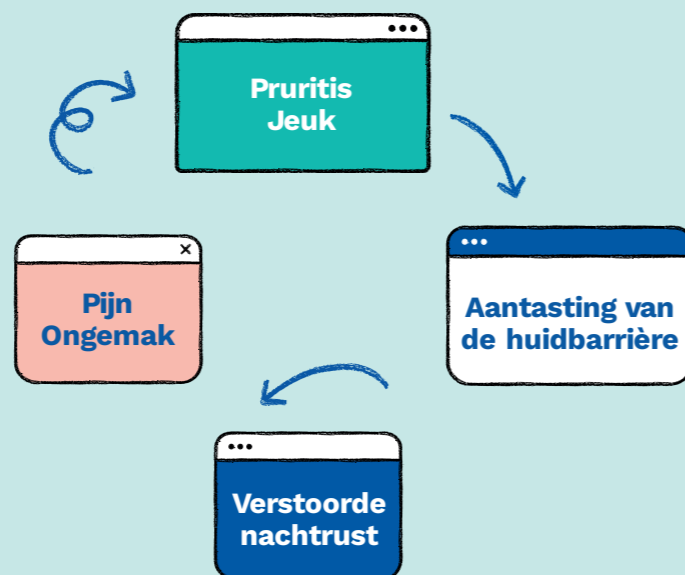 Pruritis
Jeuk
Aantasting van
de huidbarrière
Verstoorde
nachtrust
Pijn
Ongemak